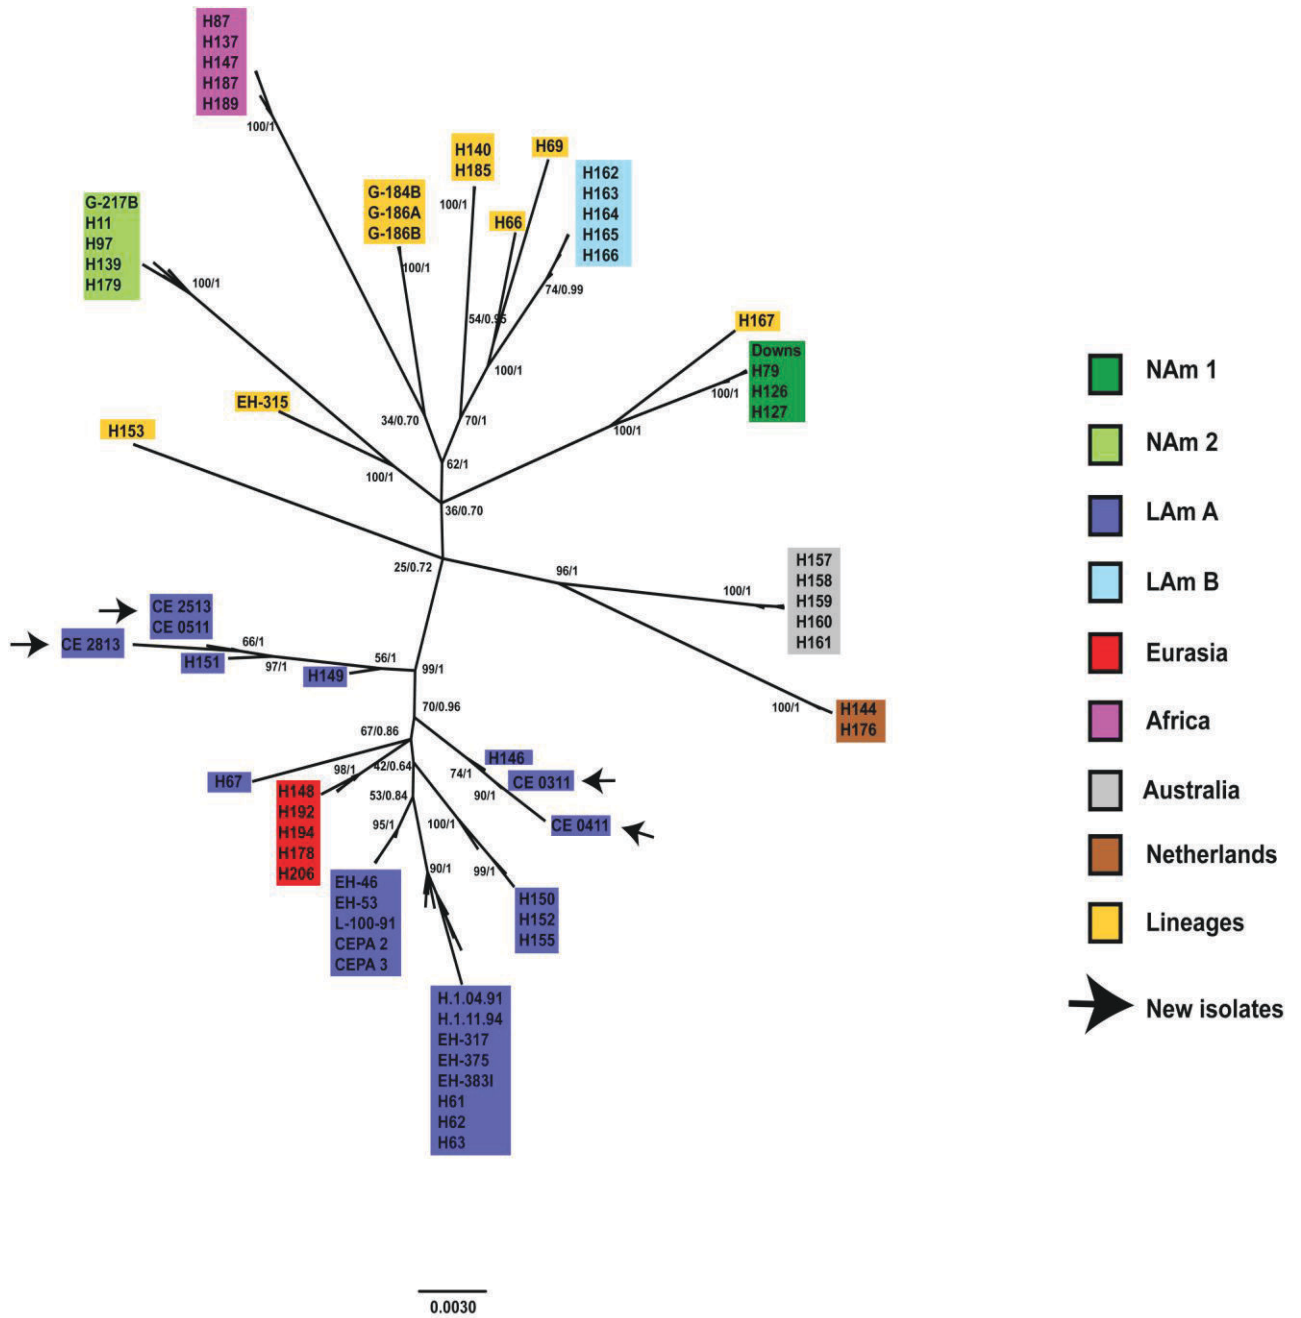 H87
H137
H147
H187
H189
100/1
H140
H185
100/1
H69
H162
H163
H164
H165
H166
74/0.99
G-184B
G-186A
G-186B
100/1
H66
54/0.95
100/1
G-217B
H11
H97
H139
H179
100/1
H167
Downs
H79
H126
H127
100/1
100/1
EH-315
100/1
34/0.70
70/1
62/1
H153
36/0.70
25/0.72
96/1
100/1
H157
H158
H159
H160
H161
100/1
H144
H176
CE 2513
CE 0511
CE 2813
66/1
H151
97/1
56/1
H149
99/1
70/0.96
67/0.86
H67
98/1
42/0.64
H148
H192
H194
H178
H206
53/0.84
95/1
H146
74/1
CE 0311
90/1
CE 0411
100/1
99/1
90/1
EH-46
EH-53
L-100-91
CEPA 2
CEPA 3
H150
H152
H155
H.1.04.91
H.1.11.94
EH-317
EH-375
EH-383I
H61
H62
H63
0.0030
NAm 1
NAm 2
LAm A
LAm B
Eurasia
Africa
Australia
Netherlands
Lineages
New isolates